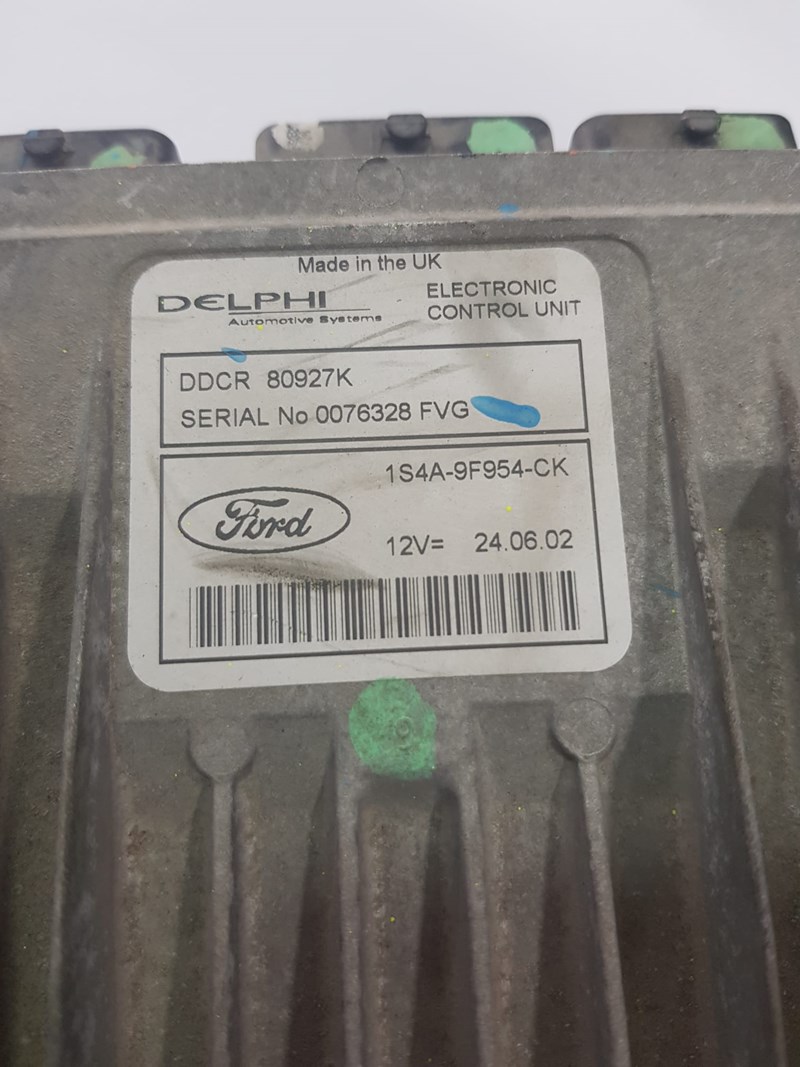 Made in the UK
DELPHI
Automotive Systems
ELECTRONIC
CONTROL UNIT
DDCR 80927K
SERIAL No 0076328 FVG
1S4A-9F954-CK
Ford
12V= 24.06.02